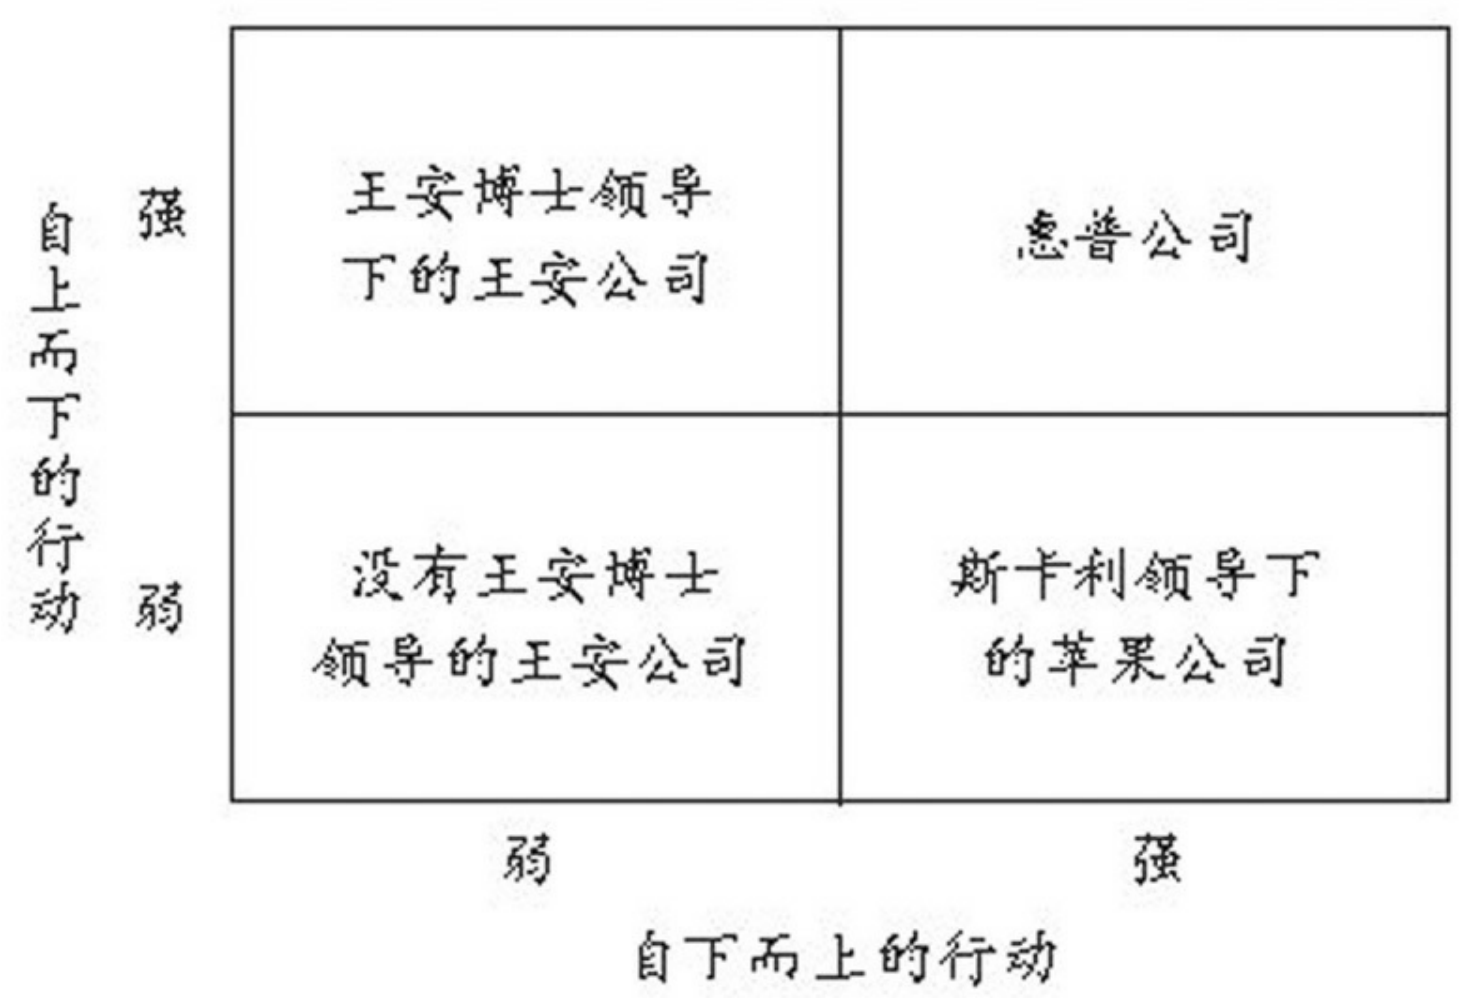 自上而下的行动
强
王安博士领导
下的王安公司
惠普公司
弱
没有王安博士
领导的王安公司
斯卡利领导下
的苹果公司
弱
强
自下而上的行动